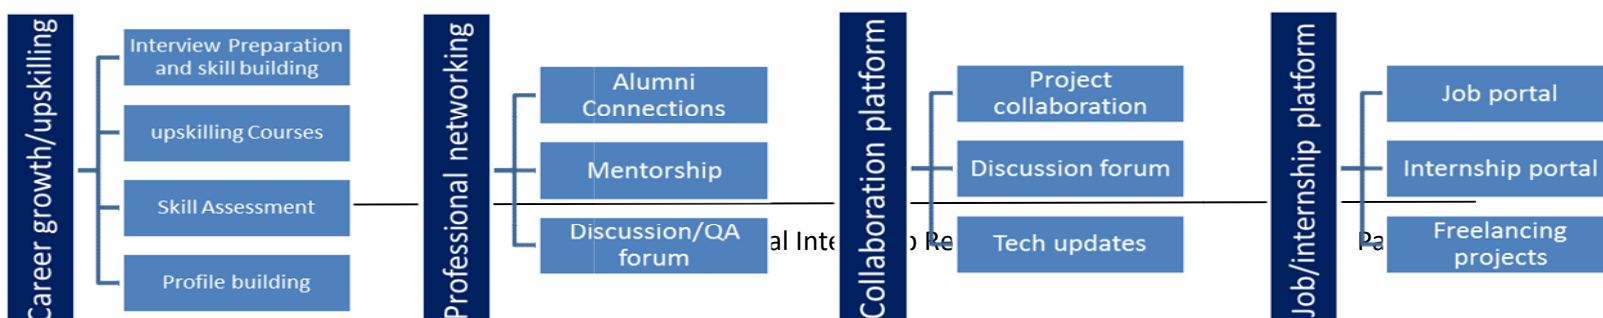 Career growth/upskilling
Interview Preparation
and skill building
upskilling Courses
Skill Assessment
Profile building
Professional networking
Alumni
Connections
Mentorship
Discussion/QA
forum
Collaboration platform
Project
collaboration
Discussion forum
Tech updates
Job/internship platform
Job portal
Internship portal
Freelancing
projects